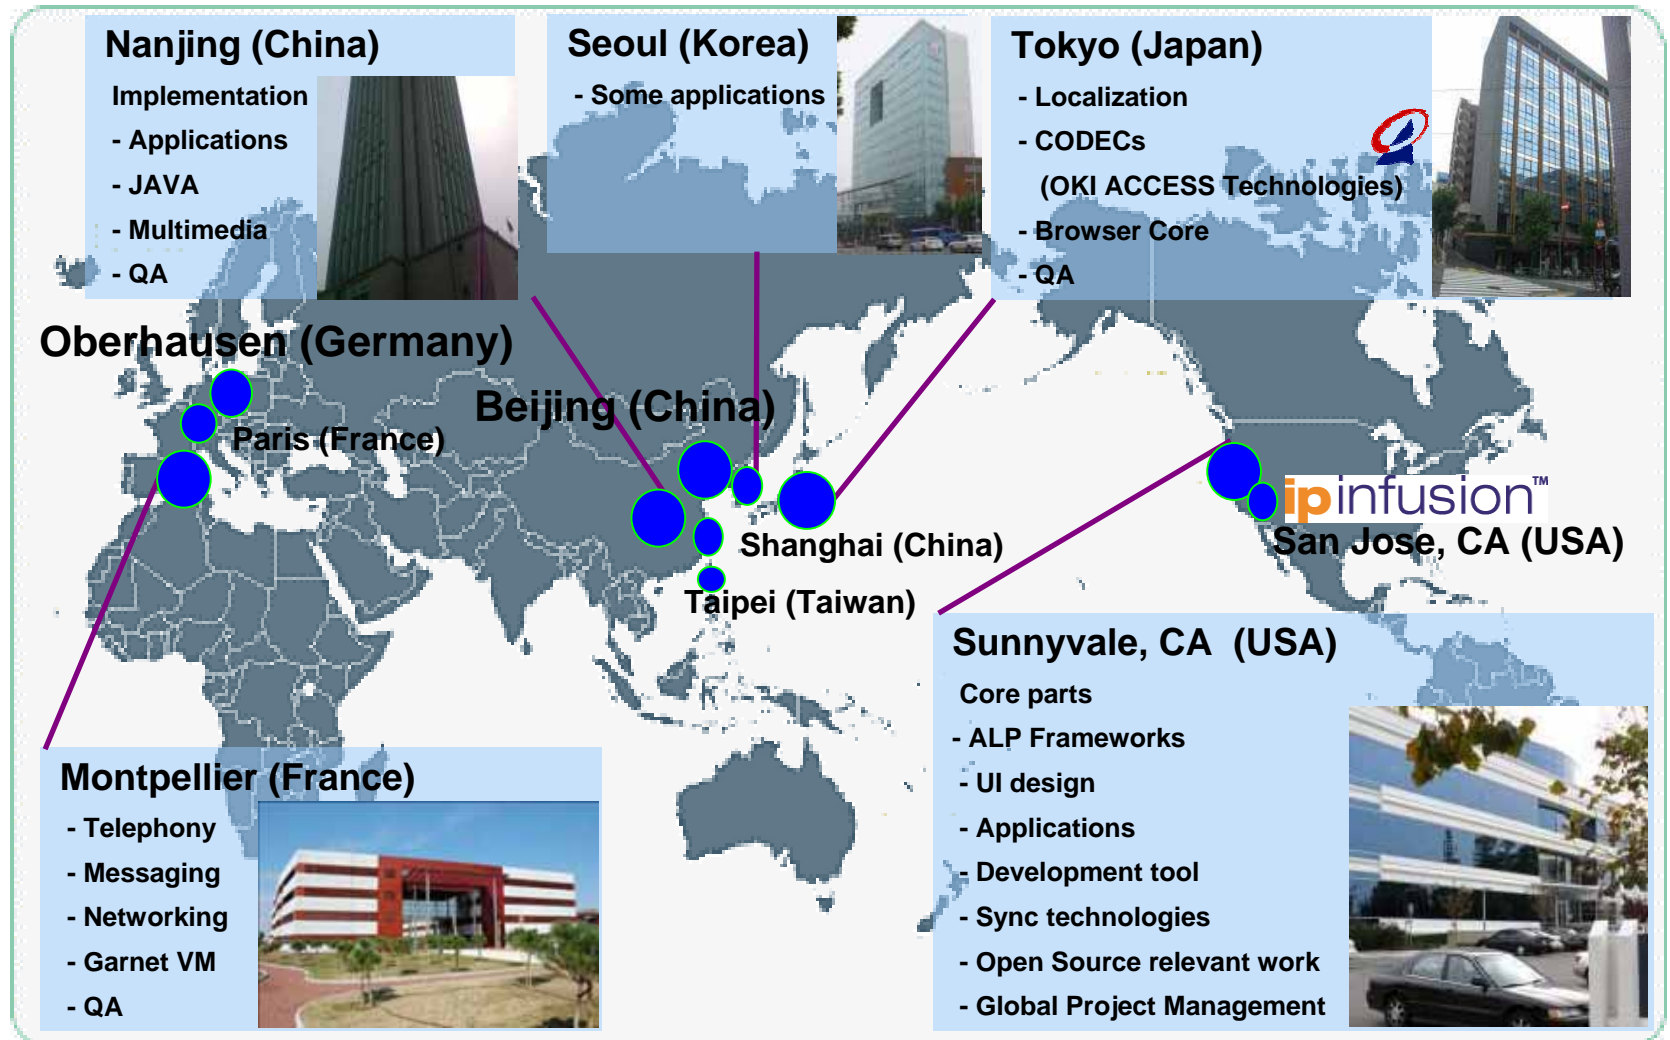 Nanjing (China)
Implementation
- Applications
- JAVA
- Multimedia
- QA
Seoul (Korea)
- Some applications
Tokyo (Japan)
- Localization
- CODECs
(OKI ACCESS Technologies)
- Browser Core
- QA
Oberhausen (Germany)
Paris (France)
Beijing (China)
Shanghai (China)
Taipei (Taiwan)
ipinfusion™
San Jose, CA (USA)
Montpellier (France)
- Telephony
- Messaging
- Networking
- Garnet VM
- QA
Sunnyvale, CA (USA)
Core parts
- ALP Frameworks
- UI design
- Applications
- Development tool
- Sync technologies
- Open Source relevant work
- Global Project Management